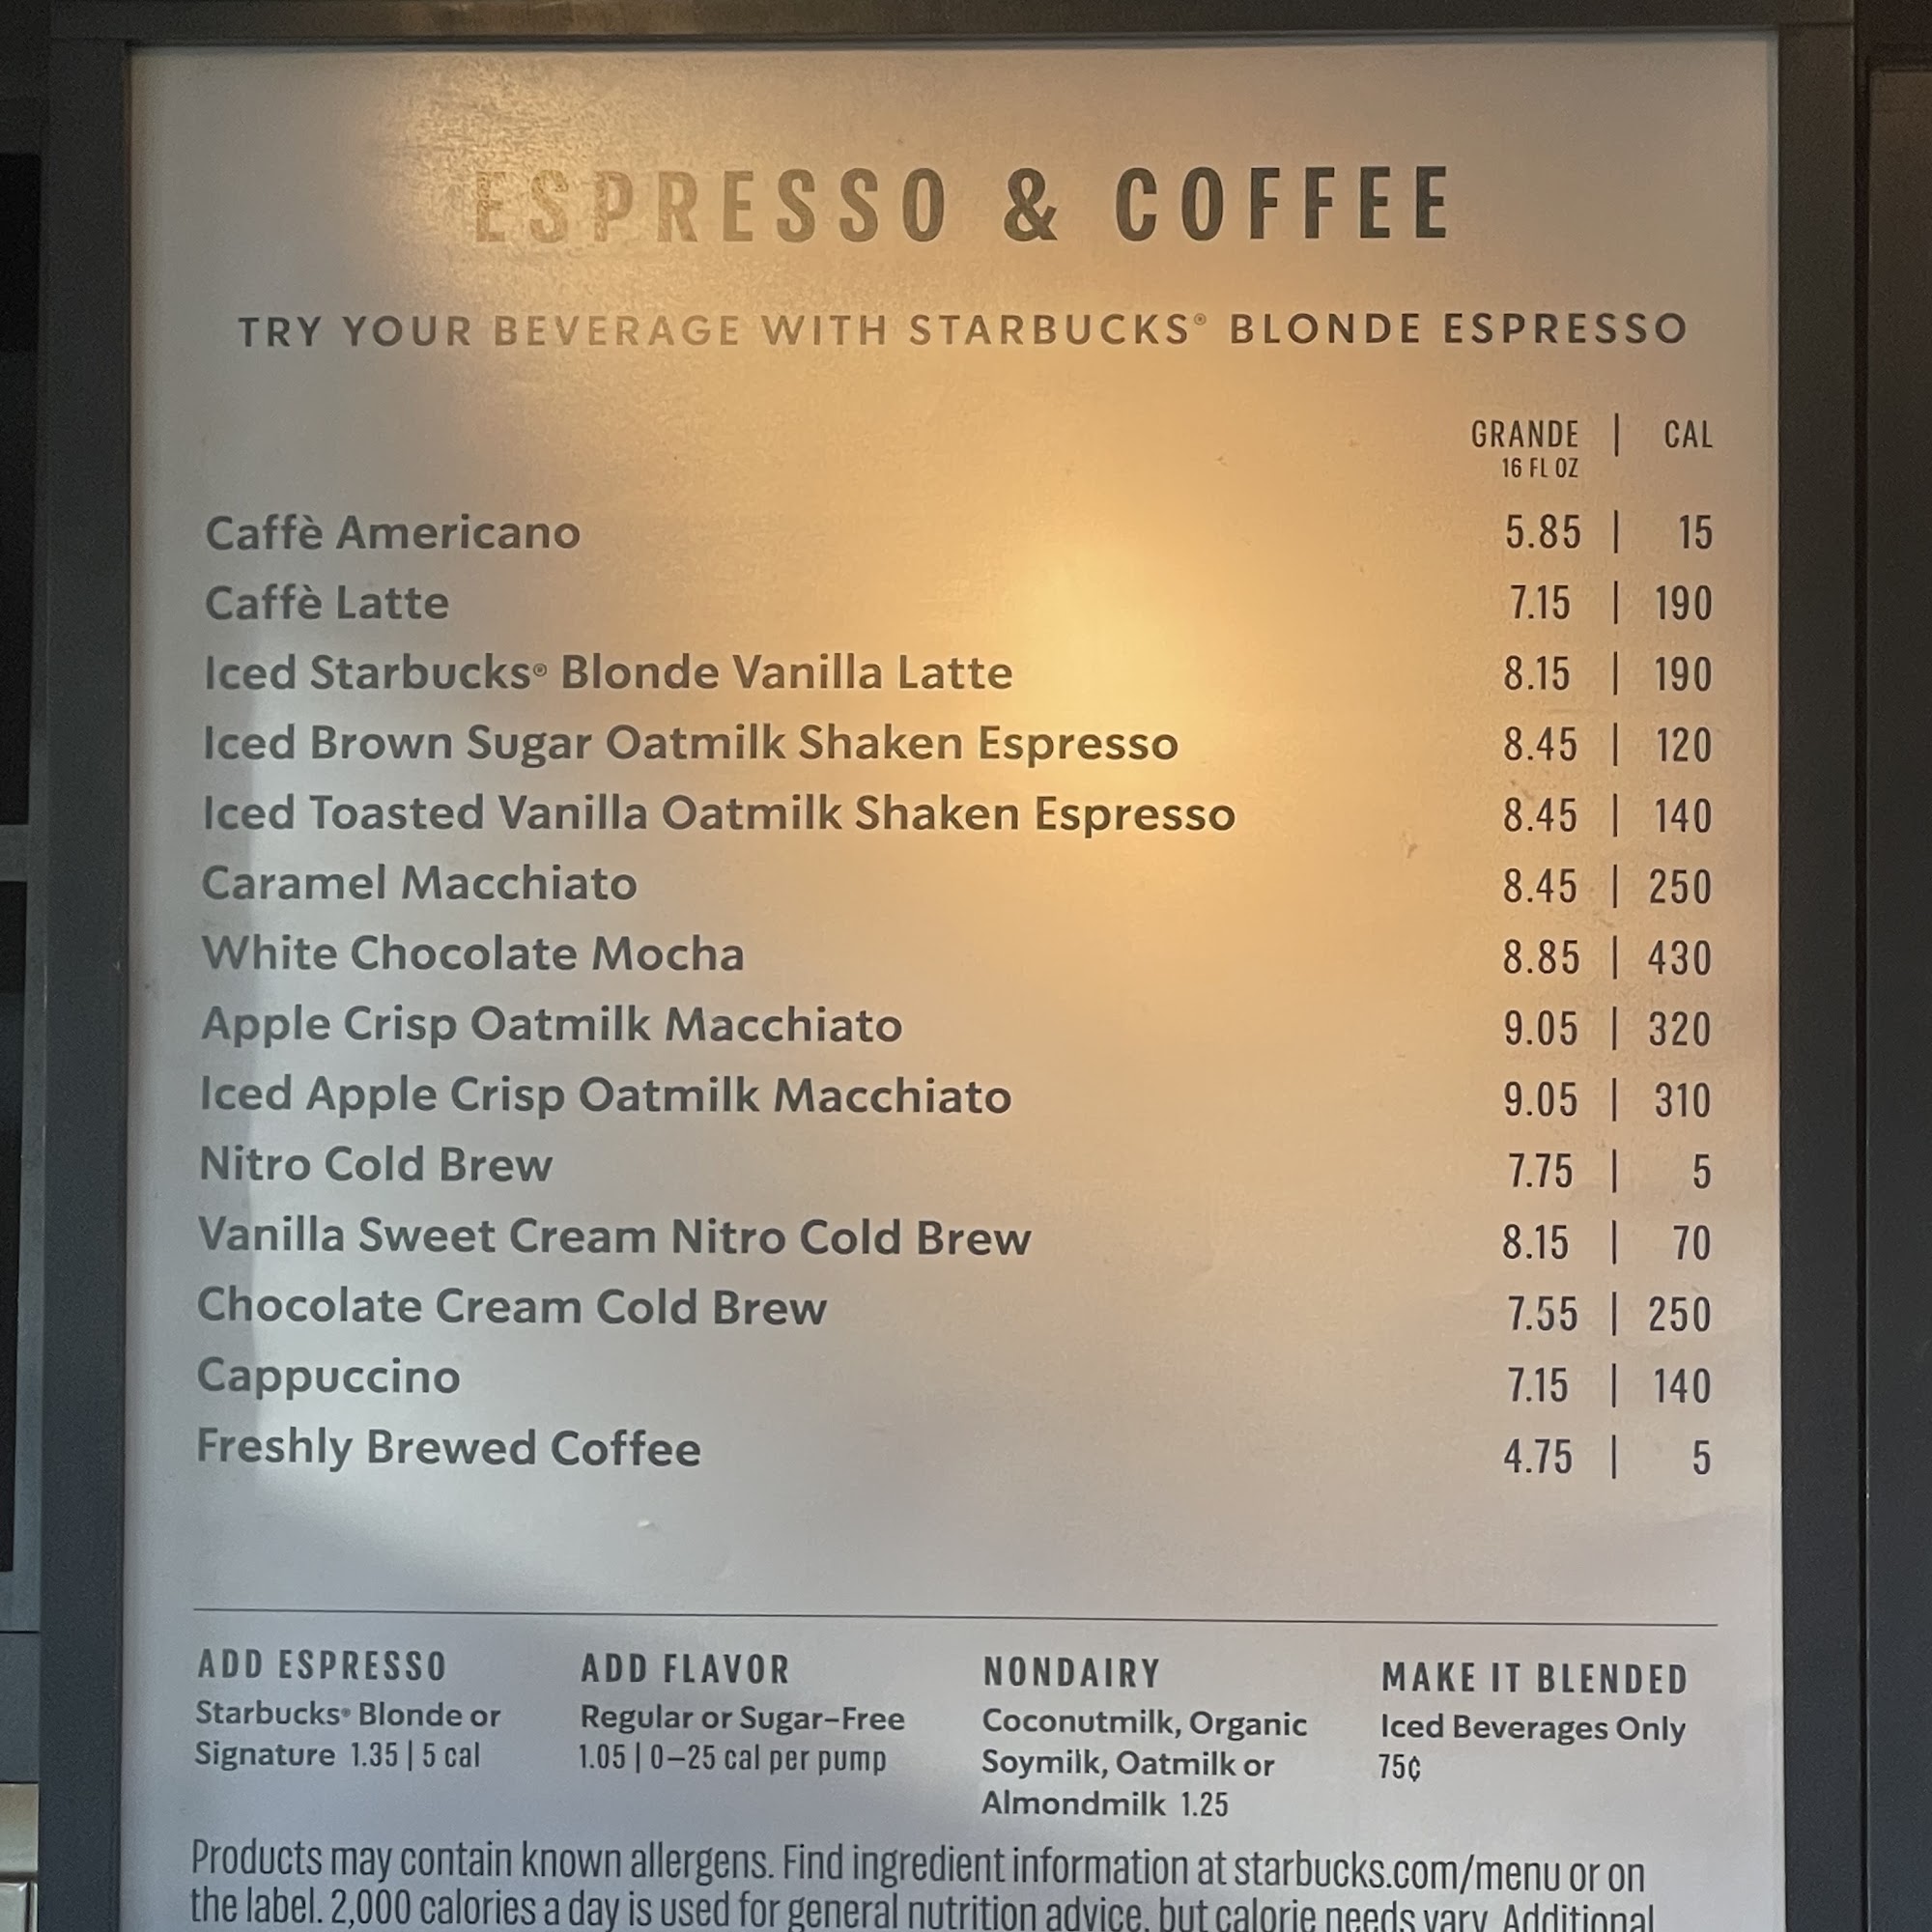 ESPRESSO & COFFEE
TRY YOUR BEVERAGE WITH STARBUCKS® BLONDE ESPRESSO
GRANDE | CAL
16 FL OZ
Caffè Americano 5.85 | 15
Caffè Latte 7.15 | 190
Iced Starbucks® Blonde Vanilla Latte 8.15 | 190
Iced Brown Sugar Oatmilk Shaken Espresso 8.45 | 120
Iced Toasted Vanilla Oatmilk Shaken Espresso 8.45 | 140
Caramel Macchiato 8.45 | 250
White Chocolate Mocha 8.85 | 430
Apple Crisp Oatmilk Macchiato 9.05 | 320
Iced Apple Crisp Oatmilk Macchiato 9.05 | 310
Nitro Cold Brew 7.75 | 5
Vanilla Sweet Cream Nitro Cold Brew 8.15 | 70
Chocolate Cream Cold Brew 7.55 | 250
Cappuccino 7.15 | 140
Freshly Brewed Coffee 4.75 | 5
ADD ESPRESSO
Starbucks® Blonde or
Signature 1.35 | 5 cal
ADD FLAVOR
Regular or Sugar-Free
1.05 | 0–25 cal per pump
NONDAIRY
Coconutmilk, Organic
Soymilk, Oatmilk or
Almondmilk 1.25
MAKE IT BLENDED
Iced Beverages Only
75¢
Products may contain known allergens. Find ingredient information at starbucks.com/menu or on
the label. 2,000 calories a day is used for general nutrition advice, but calorie needs vary. Additional